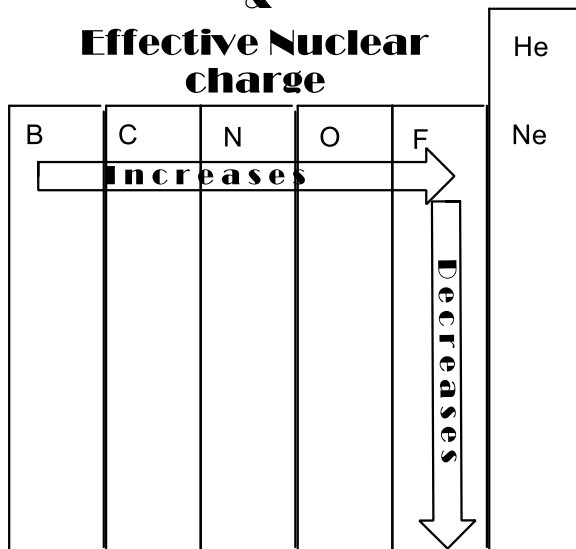 &
Effective Nuclear
charge
He
B C N O F Ne
Increases
Decreases